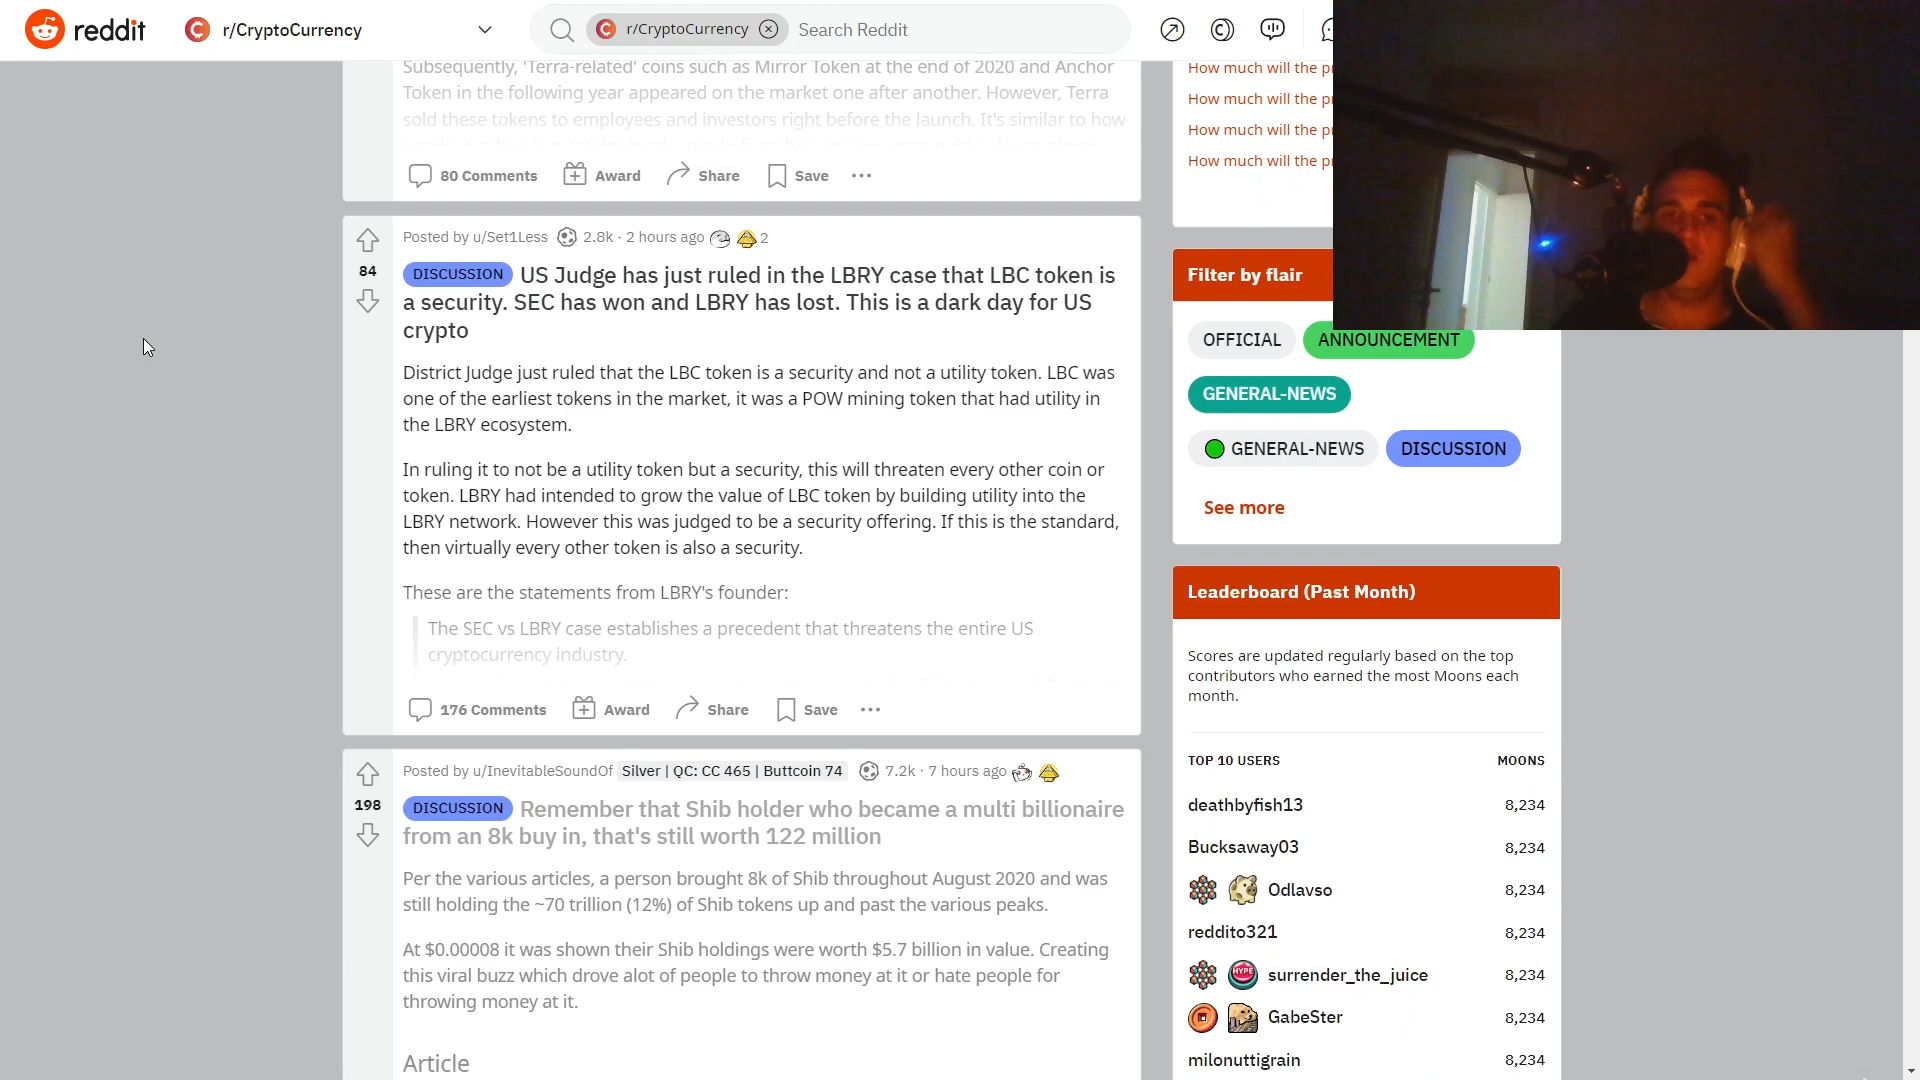 reddit
r/CryptoCurrency
r/CryptoCurrency
Search Reddit
Subsequently, 'Terra-related' coins such as Mirror Token at the end of 2020 and Anchor
Token in the following year appeared on the market one after another. However, Terra
sold these tokens to employees and investors right before the launch. It's similar to how
80 Comments Award Share Save
84
Posted by u/Set1Less 2.8k · 2 hours ago 2
DISCUSSION US Judge has just ruled in the LBRY case that LBC token is
a security. SEC has won and LBRY has lost. This is a dark day for US
crypto
District Judge just ruled that the LBC token is a security and not a utility token. LBC was
one of the earliest tokens in the market, it was a POW mining token that had utility in
the LBRY ecosystem.
In ruling it to not be a utility token but a security, this will threaten every other coin or
token. LBRY had intended to grow the value of LBC token by building utility into the
LBRY network. However this was judged to be a security offering. If this is the standard,
then virtually every other token is also a security.
These are the statements from LBRY's founder:
The SEC vs LBRY case establishes a precedent that threatens the entire US
cryptocurrency industry.
176 Comments Award Share Save
198
Posted by u/InevitableSoundOf Silver | QC: CC 465 | Buttcoin 74 7.2k · 7 hours ago
DISCUSSION Remember that Shib holder who became a multi billionaire
from an 8k buy in, that's still worth 122 million
Per the various articles, a person brought 8k of Shib throughout August 2020 and was
still holding the ~70 trillion (12%) of Shib tokens up and past the various peaks.
At $0.00008 it was shown their Shib holdings were worth $5.7 billion in value. Creating
this viral buzz which drove alot of people to throw money at it or hate people for
throwing money at it.
Article
How much will the
How much will the
How much will the
How much will the
Filter by flair
OFFICIAL ANNOUNCEMENT
GENERAL-NEWS
GENERAL-NEWS DISCUSSION
See more
Leaderboard (Past Month)
Scores are updated regularly based on the top
contributors who earned the most Moons each
month.
TOP 10 USERS MOONS
deathbyfish13 8,234
Bucksaway03 8,234
Odlavso 8,234
reddito321 8,234
HYPE surrender_the_juice 8,234
GabeSter 8,234
milonuttigrain 8,234